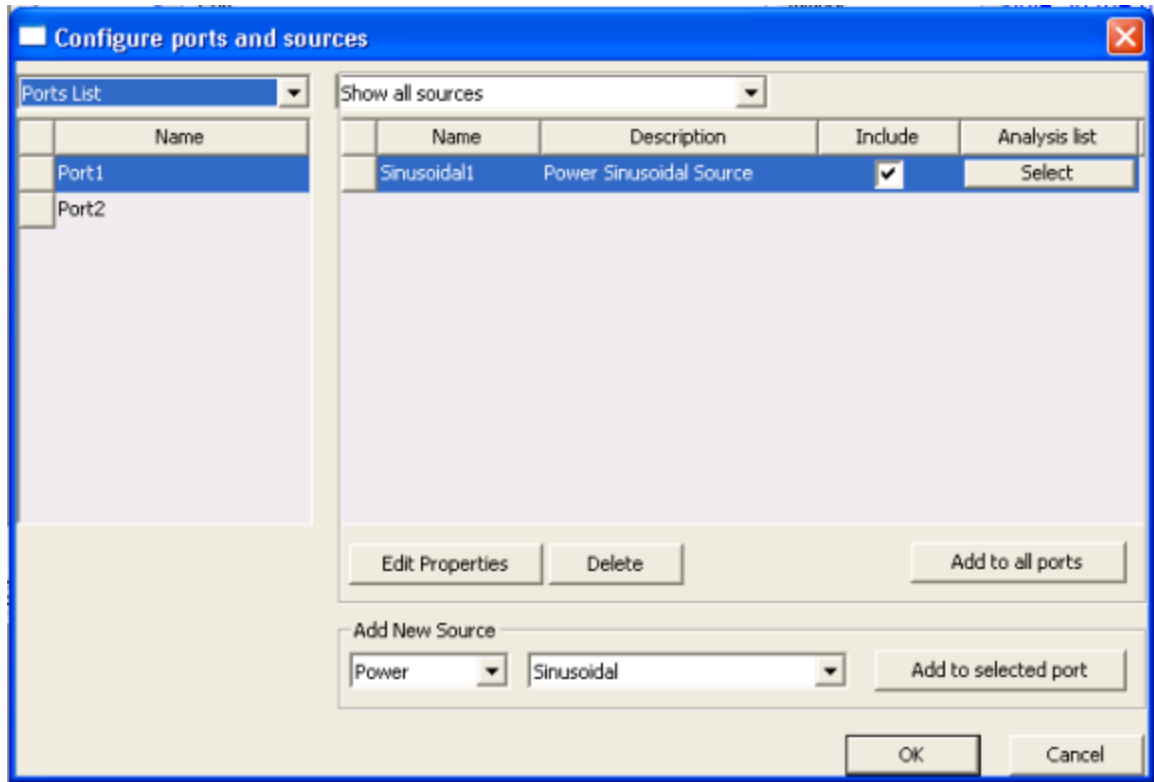 Configure ports and sources
Ports List
Show all sources
Name
Name Description Include Analysis list
Port1
Sinusoidal1 Power Sinusoidal Source Select
Port2
Edit Properties Delete Add to all ports
Add New Source
Power Sinusoidal Add to selected port
OK Cancel